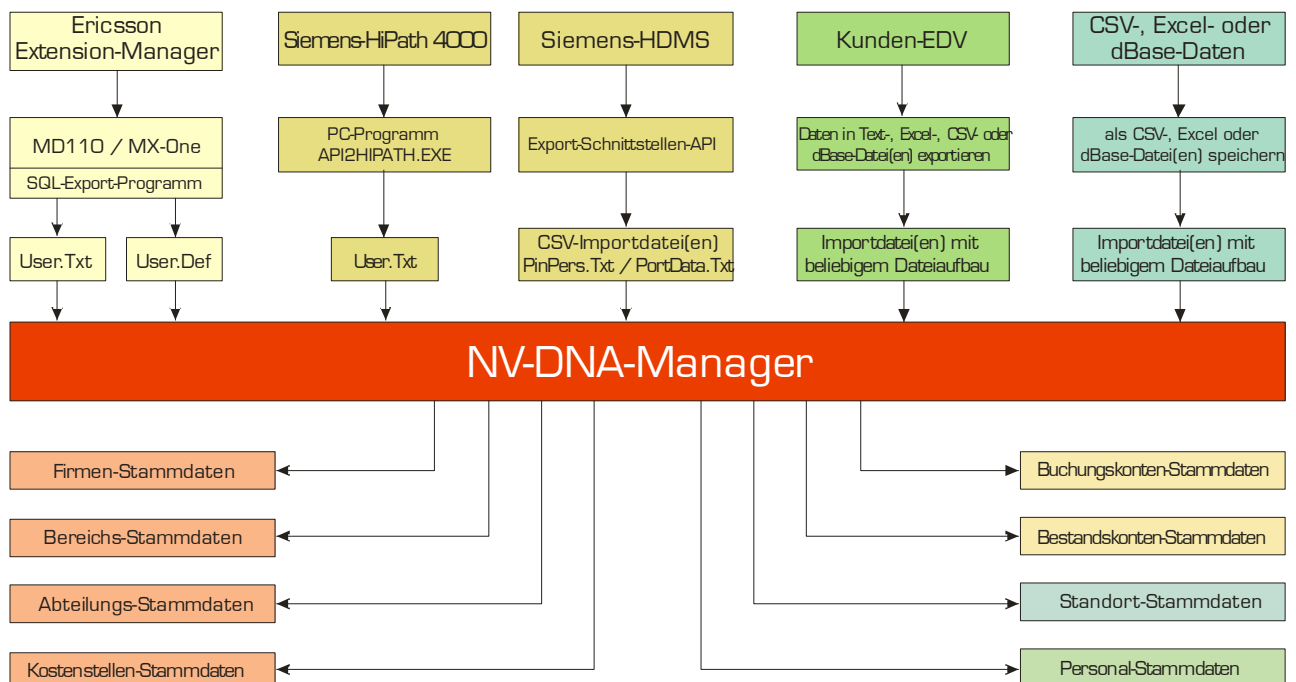 Ericsson
Extension-Manager
Siemens-HiPath 4000
Siemens-HDMS
Kunden-EDV
CSV-, Excel- oder
dBase-Daten
MD110 / MX-One
SQL-Export-Programm
PC-Programm
API2HIPATH.EXE
Export-Schnittstellen-API
Daten in Text-, Excel-, CSV- oder
dBase-Datei(en) exportieren
als CSV-, Excel oder
dBase-Datei(en) speichern
User.Txt
User.Def
User.Txt
CSV-Importdatei(en)
PinPers.Txt / PortData.Txt
Importdatei(en) mit
beliebigem Dateiaufbau
Importdatei(en) mit
beliebigem Dateiaufbau
NV-DNA-Manager
Firmen-Stammdaten
Buchungskonten-Stammdaten
Bereichs-Stammdaten
Bestandskonten-Stammdaten
Abteilungs-Stammdaten
Standort-Stammdaten
Kostenstellen-Stammdaten
Personal-Stammdaten